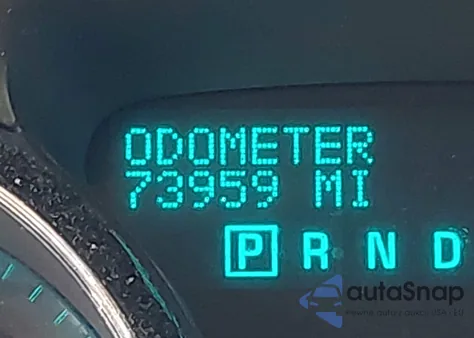 ODOMETER
73959 MI
P R N D
autaSnap